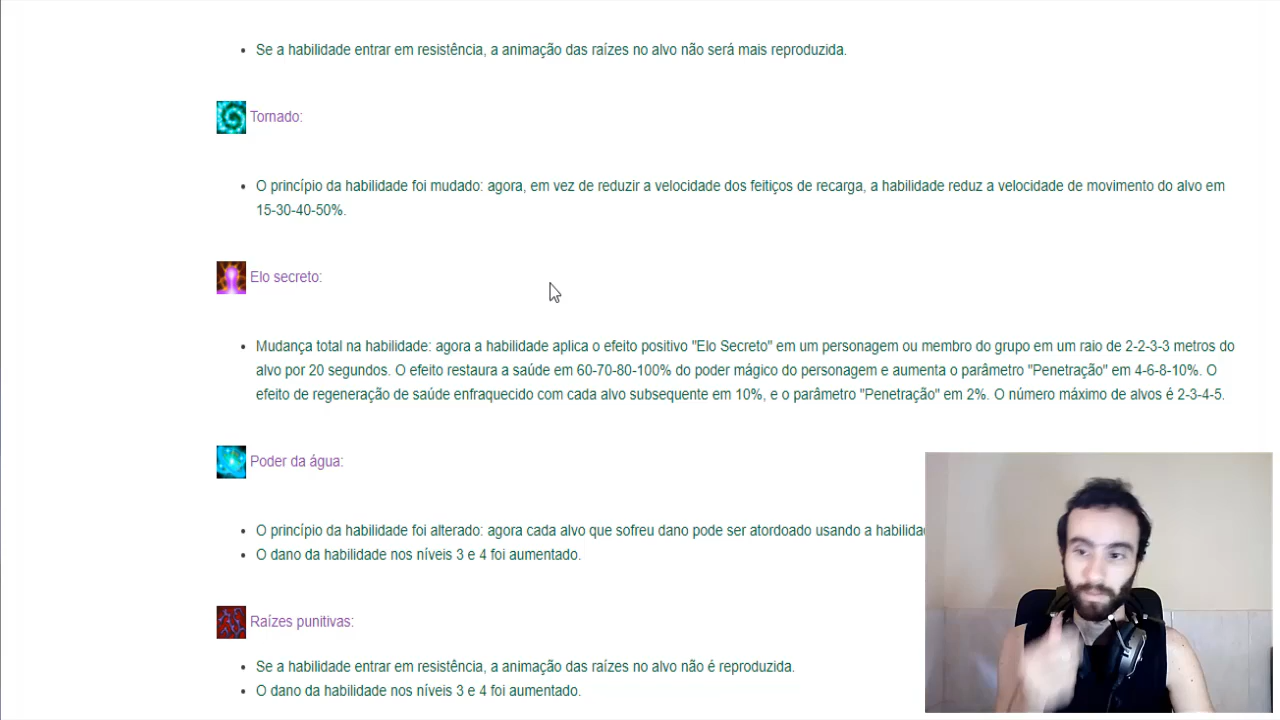 Se a habilidade entrar em resistência, a animação das raízes no alvo não será mais reproduzida.
Tornado:
O princípio da habilidade foi mudado: agora, em vez de reduzir a velocidade dos feitiços de recarga, a habilidade reduz a velocidade de movimento do alvo em
15-30-40-50%.
Elo secreto:
Mudança total na habilidade: agora a habilidade aplica o efeito positivo "Elo Secreto" em um personagem ou membro do grupo em um raio de 2-2-3-3 metros do
alvo por 20 segundos. O efeito restaura a saúde em 60-70-80-100% do poder mágico do personagem e aumenta o parâmetro "Penetração" em 4-6-8-10%. O
efeito de regeneração de saúde enfraquecido com cada alvo subsequente em 10%, e o parâmetro "Penetração" em 2%. O número máximo de alvos é 2-3-4-5.
Poder da água:
O princípio da habilidade foi alterado: agora cada alvo que sofreu dano pode ser atordoado usando a
O dano da habilidade nos níveis 3 e 4 foi aumentado.
Raízes punitivas:
Se a habilidade entrar em resistência, a animação das raízes no alvo não é reproduzida.
O dano da habilidade nos níveis 3 e 4 foi aumentado.